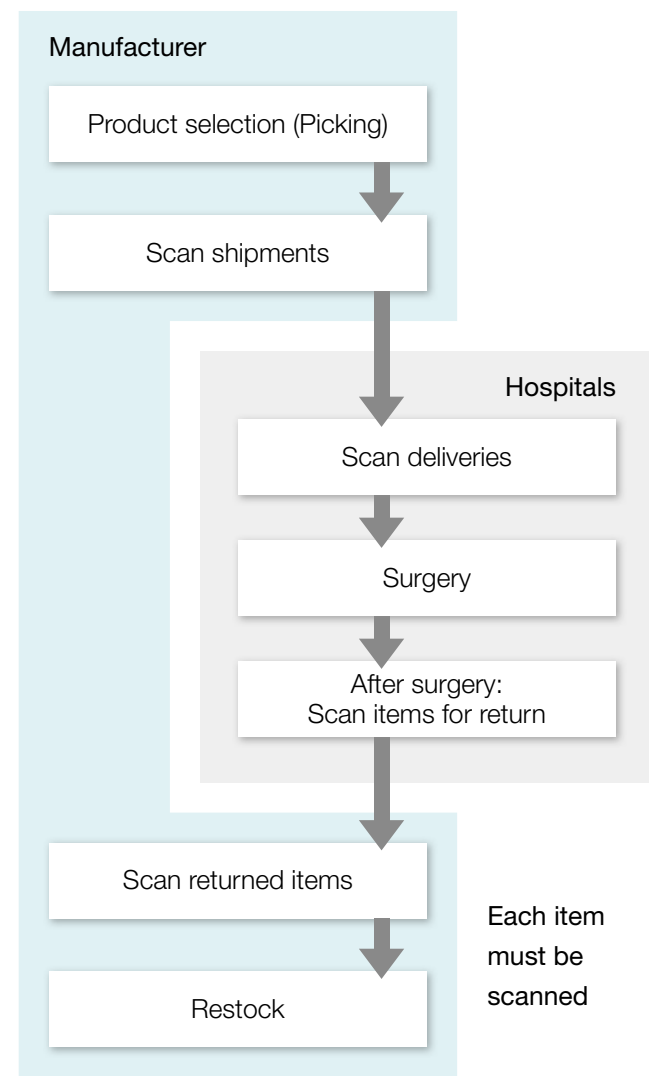 Manufacturer
Product selection (Picking)
Scan shipments
Hospitals
Scan deliveries
Surgery
After surgery:
Scan items for return
Scan returned items
Each item
must be
scanned
Restock